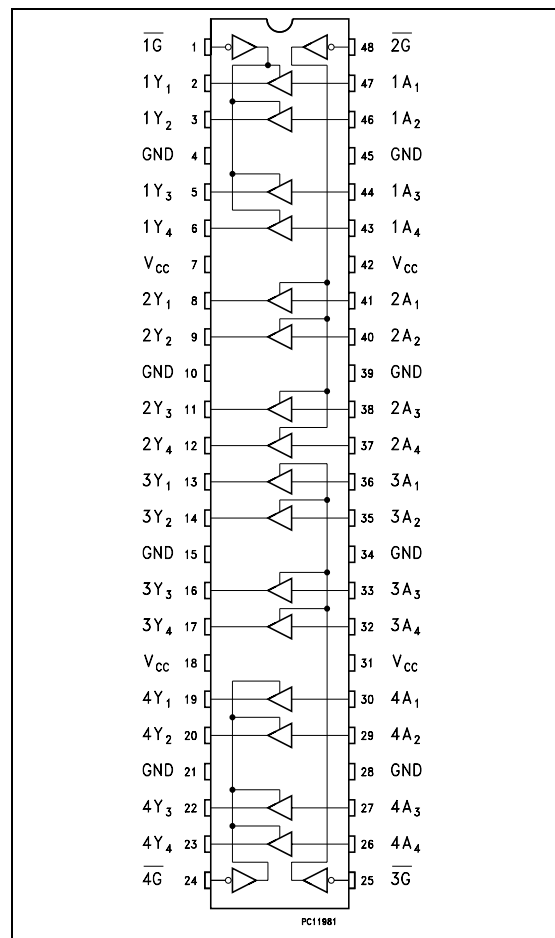 1G 1 48 2G
1Y1 2 47 1A1
1Y2 3 46 1A2
GND 4 45 GND
1Y3 5 44 1A3
1Y4 6 43 1A4
VCC 7 42 VCC
2Y1 8 41 2A1
2Y2 9 40 2A2
GND 10 39 GND
2Y3 11 38 2A3
2Y4 12 37 2A4
3Y1 13 36 3A1
3Y2 14 35 3A2
GND 15 34 GND
3Y3 16 33 3A3
3Y4 17 32 3A4
VCC 18 31 VCC
4Y1 19 30 4A1
4Y2 20 29 4A2
GND 21 28 GND
4Y3 22 27 4A3
4Y4 23 26 4A4
4G 24 25 3G
PC11981